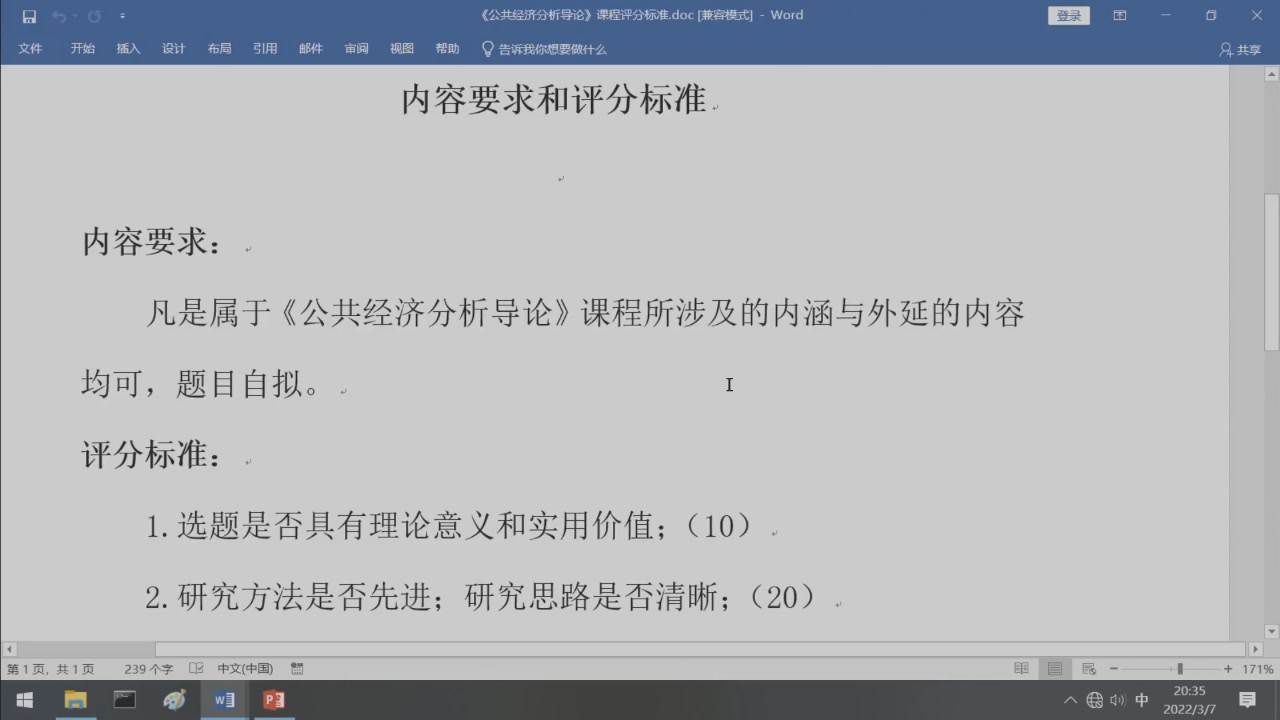 《公共经济分析导论》课程评分标准.doc [兼容模式] - Word
登录
文件 开始 插入 设计 布局 引用 邮件 审阅 视图 帮助 告诉我你想要做什么 共享
内容要求和评分标准
内容要求：
凡是属于《公共经济分析导论》课程所涉及的内涵与外延的内容
均可，题目自拟。
评分标准：
1.选题是否具有理论意义和实用价值；（10）
2.研究方法是否先进；研究思路是否清晰；（20）
第1页，共1页 239个字 中文(中国) 171%
中 20:35
2022/3/7